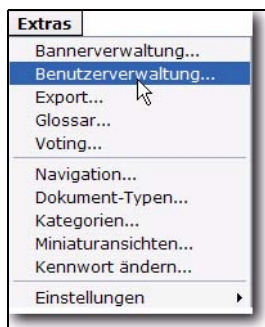 Extras
Bannerverwaltung...
Benutzerverwaltung...
Export...
Glossar...
Voting...
Navigation...
Dokument-Typen...
Kategorien...
Miniaturansichten...
Kennwort ändern...
Einstellungen